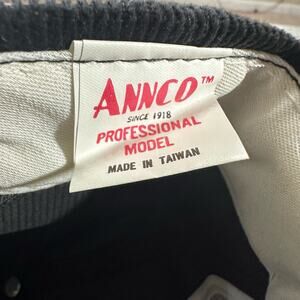 ANNCO™
SINCE 1918
PROFESSIONAL
MODEL
MADE IN TAIWAN